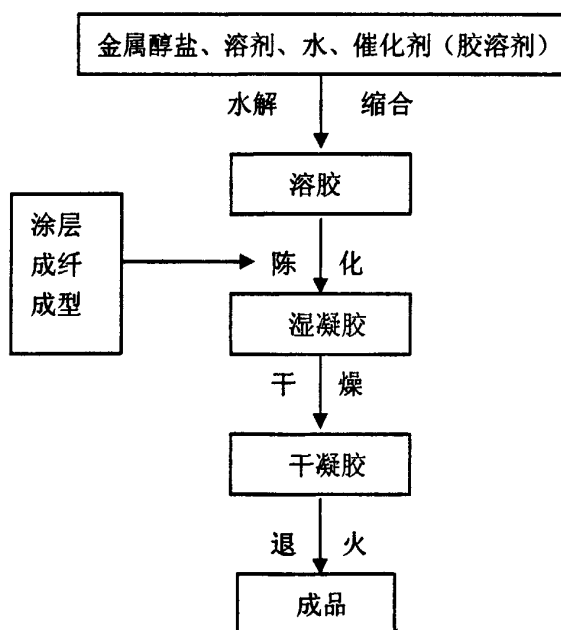 金属醇盐、溶剂、水、催化剂（胶溶剂）
水解 缩合
溶胶
涂层
成纤
成型
陈 化
湿凝胶
干 燥
干凝胶
退 火
成品